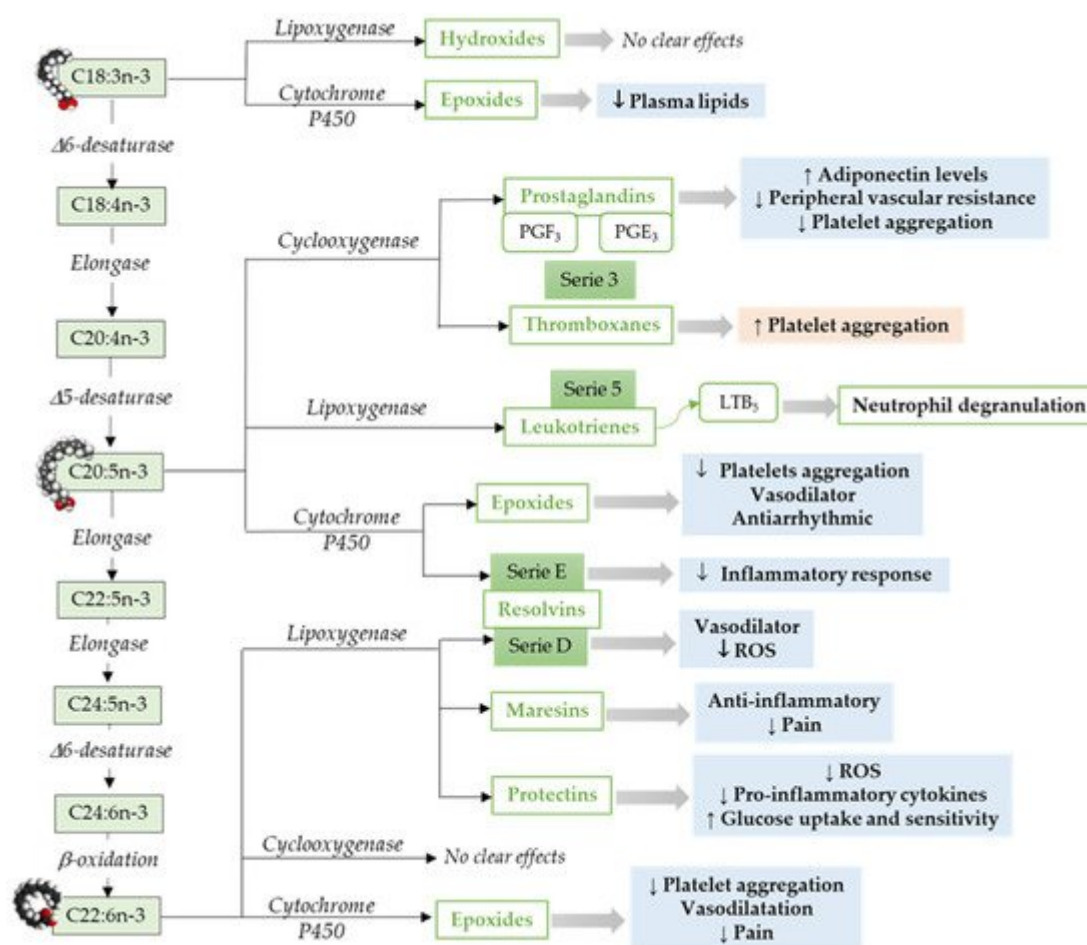 Lipoxygenase
Hydroxides
No clear effects
C18:3n-3
Cytochrome
P450
Epoxides
↓ Plasma lipids
Δ6-desaturase
C18:4n-3
Elongase
C20:4n-3
Δ5-desaturase
C20:5n-3
Cyclooxygenase
Prostaglandins
PGF₃
PGE₃
↑ Adiponectin levels
↓ Peripheral vascular resistance
↓ Platelet aggregation
Serie 3
Thromboxanes
↑ Platelet aggregation
Lipoxygenase
Serie 5
Leukotrienes
LTB₅
Neutrophil degranulation
Cytochrome
P450
Epoxides
↓ Platelets aggregation
Vasodilator
Antiarrhythmic
Serie E
↓ Inflammatory response
Resolvins
Elongase
C22:5n-3
Elongase
C24:5n-3
Δ6-desaturase
C24:6n-3
β-oxidation
C22:6n-3
Lipoxygenase
Serie D
Vasodilator
↓ ROS
Maresins
Anti-inflammatory
↓ Pain
Protectins
↓ ROS
↓ Pro-inflammatory cytokines
↑ Glucose uptake and sensitivity
Cyclooxygenase
No clear effects
Cytochrome
P450
Epoxides
↓ Platelet aggregation
Vasodilatation
↓ Pain